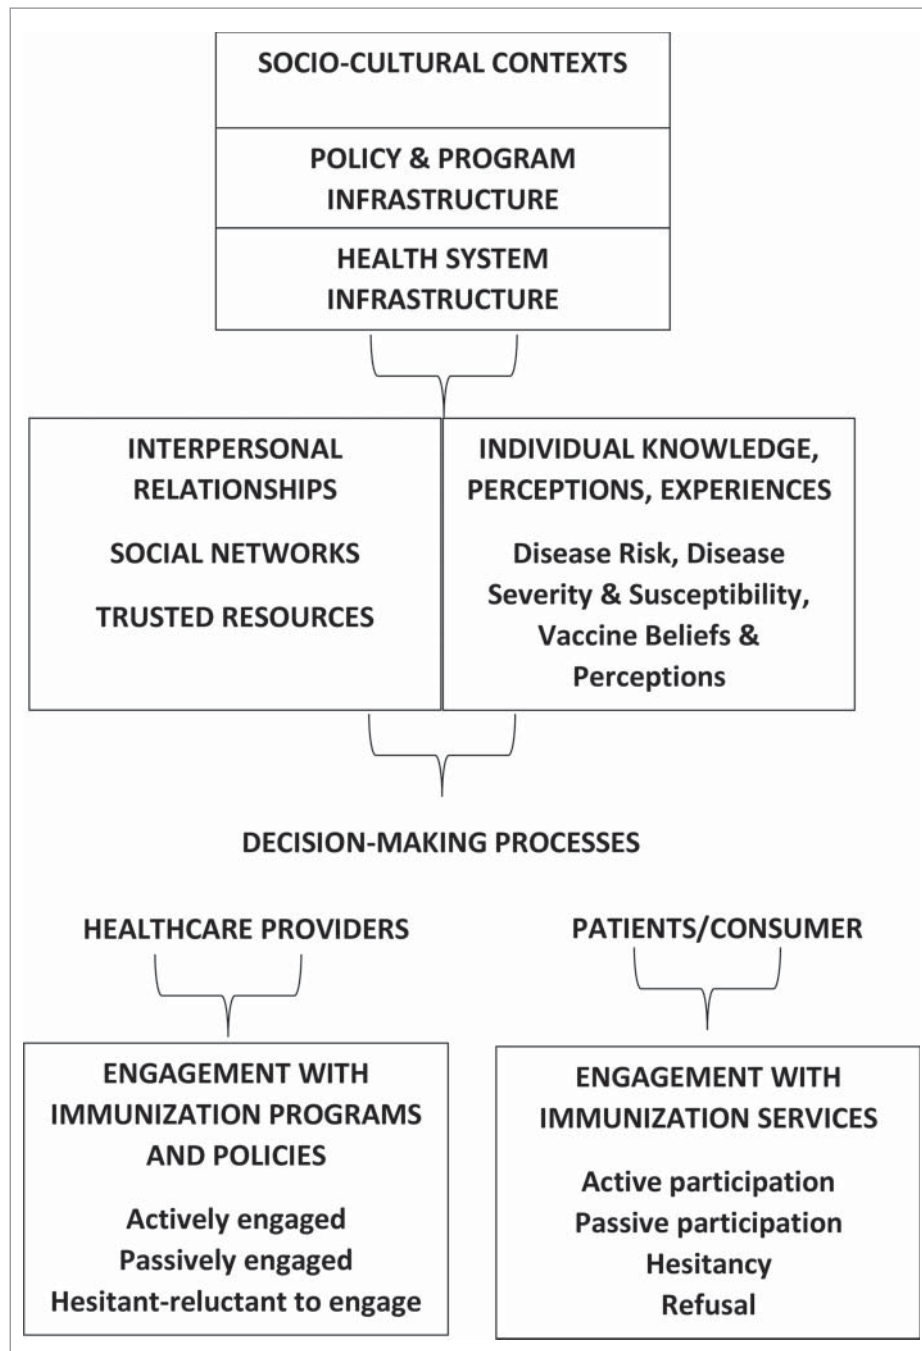 SOCIO-CULTURAL CONTEXTS
POLICY & PROGRAM
INFRASTRUCTURE
HEALTH SYSTEM
INFRASTRUCTURE
INTERPERSONAL
RELATIONSHIPS
SOCIAL NETWORKS
TRUSTED RESOURCES
INDIVIDUAL KNOWLEDGE,
PERCEPTIONS, EXPERIENCES
Disease Risk, Disease
Severity & Susceptibility,
Vaccine Beliefs &
Perceptions
DECISION-MAKING PROCESSES
HEALTHCARE PROVIDERS
PATIENTS/CONSUMER
ENGAGEMENT WITH
IMMUNIZATION PROGRAMS
AND POLICIES
Actively engaged
Passively engaged
Hesitant-reluctant to engage
ENGAGEMENT WITH
IMMUNIZATION SERVICES
Active participation
Passive participation
Hesitancy
Refusal